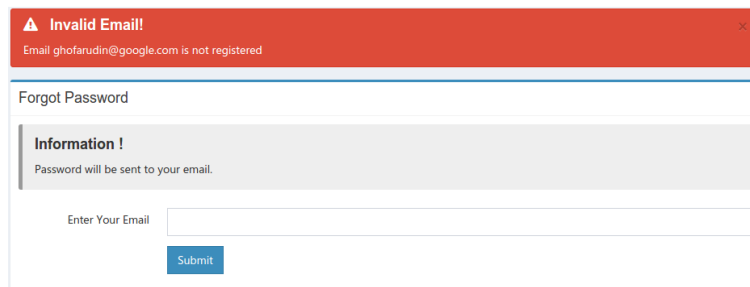 Invalid Email!
Email ghofarudin@google.com is not registered
Forgot Password
Information !
Password will be sent to your email.
Enter Your Email
Submit